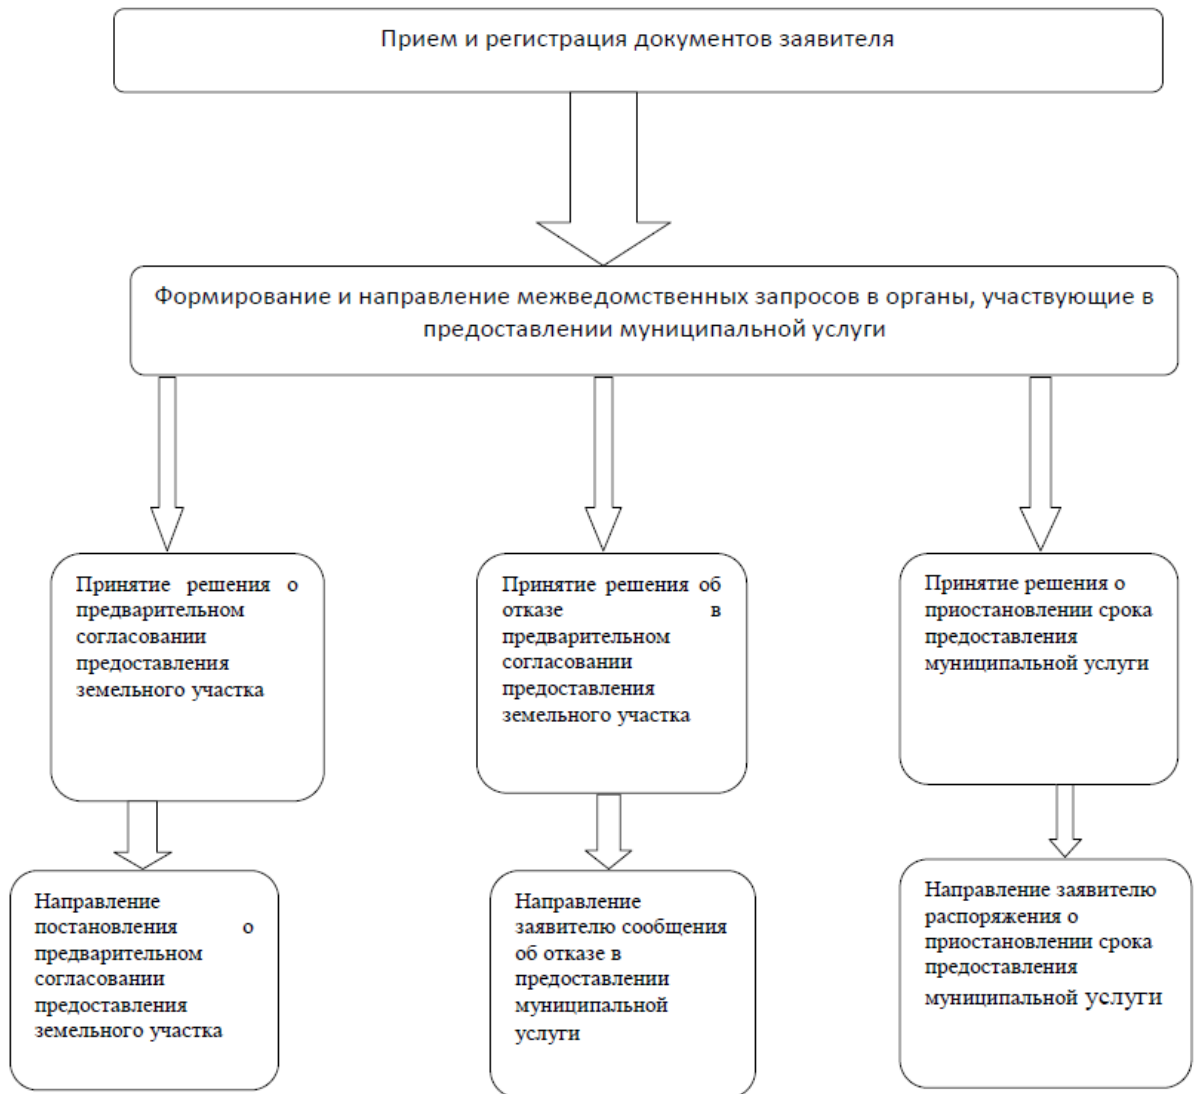 Прием и регистрация документов заявителя
Формирование и направление межведомственных запросов в органы, участвующие в
предоставлении муниципальной услуги
Принятие решения о
предварительном
согласовании
предоставления
земельного участка
Принятие решения об
отказе в
предварительном
согласовании
предоставления
земельного участка
Принятие решения о
приостановлении срока
предоставления
муниципальной услуги
Направление
постановления о
предварительном
согласовании
предоставления
земельного участка
Направление
заявителю сообщения
об отказе в
предоставлении
муниципальной
услуги
Направление заявителю
распоряжения о
приостановлении срока
предоставления
муниципальной услуги